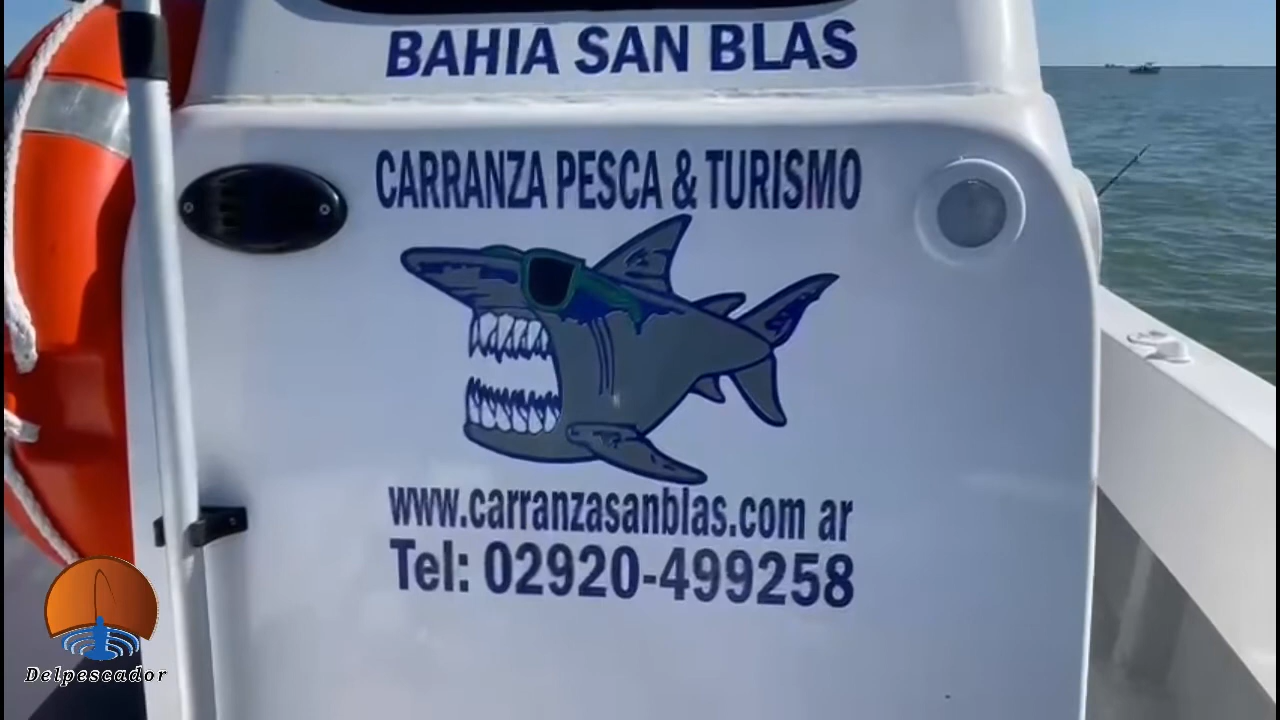 BAHIA SAN BLAS
CARRANZA PESCA & TURISMO
www.carranzasanblas.com ar
Tel: 02920-499258
Delpescador